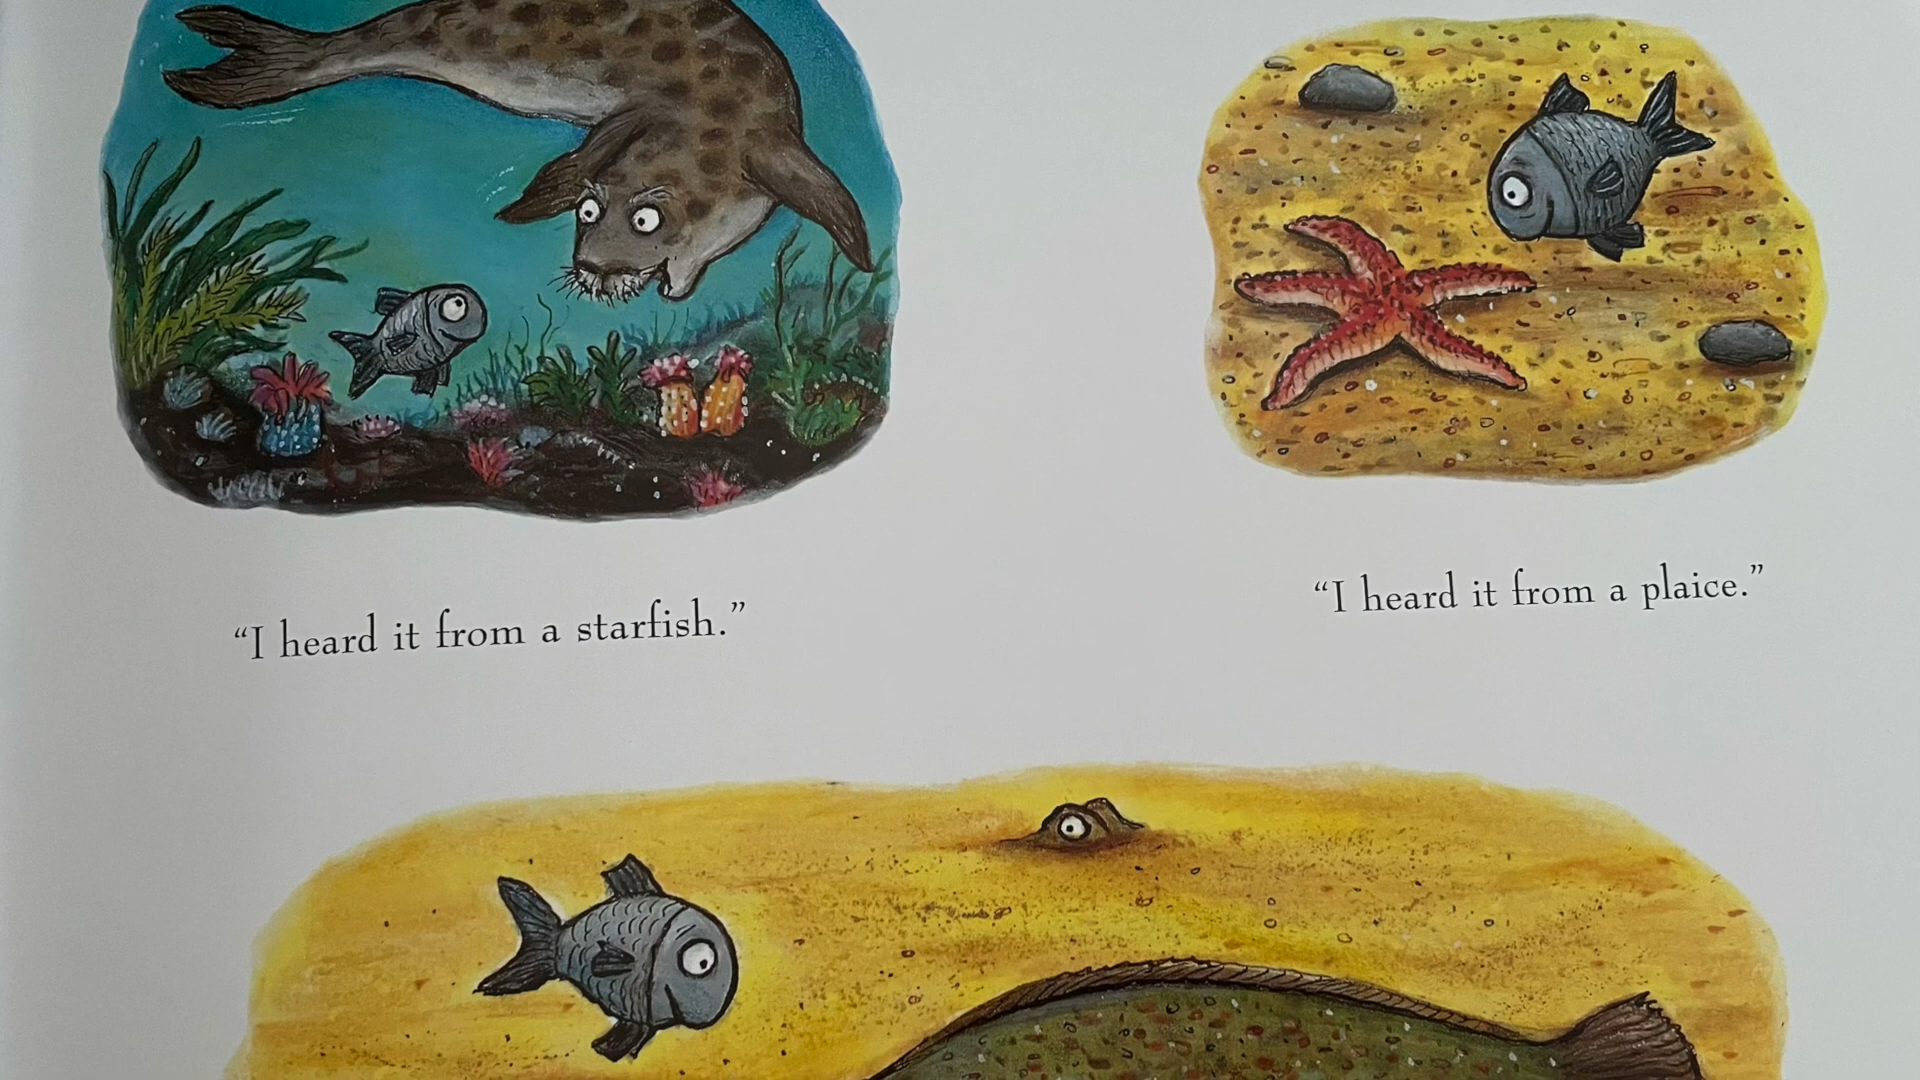 “I heard it from a starfish.”
“I heard it from a plaice.”